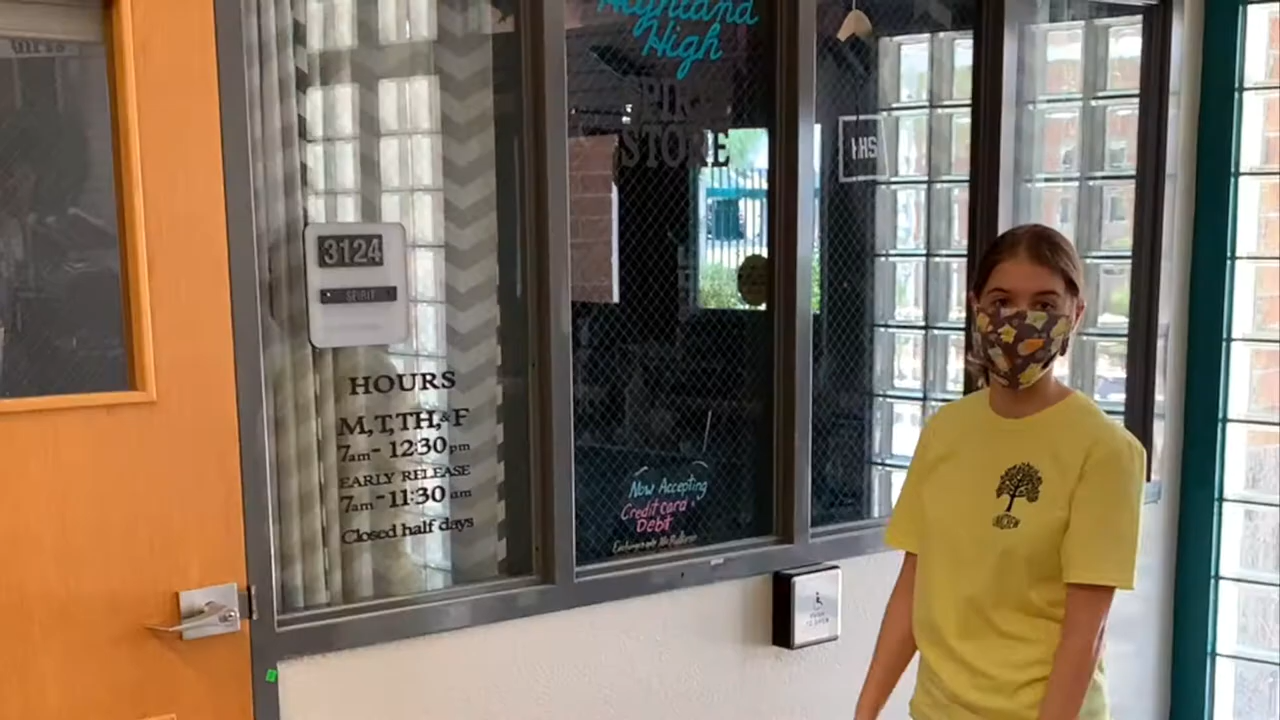 Highland
High
STORE
HHS
3124
SPIRIT
HOURS
M, T, TH, & F
7am - 12:30 pm
EARLY RELEASE
7am - 11:30 am
Closed half days
Now Accepting
Credit card &
Debit